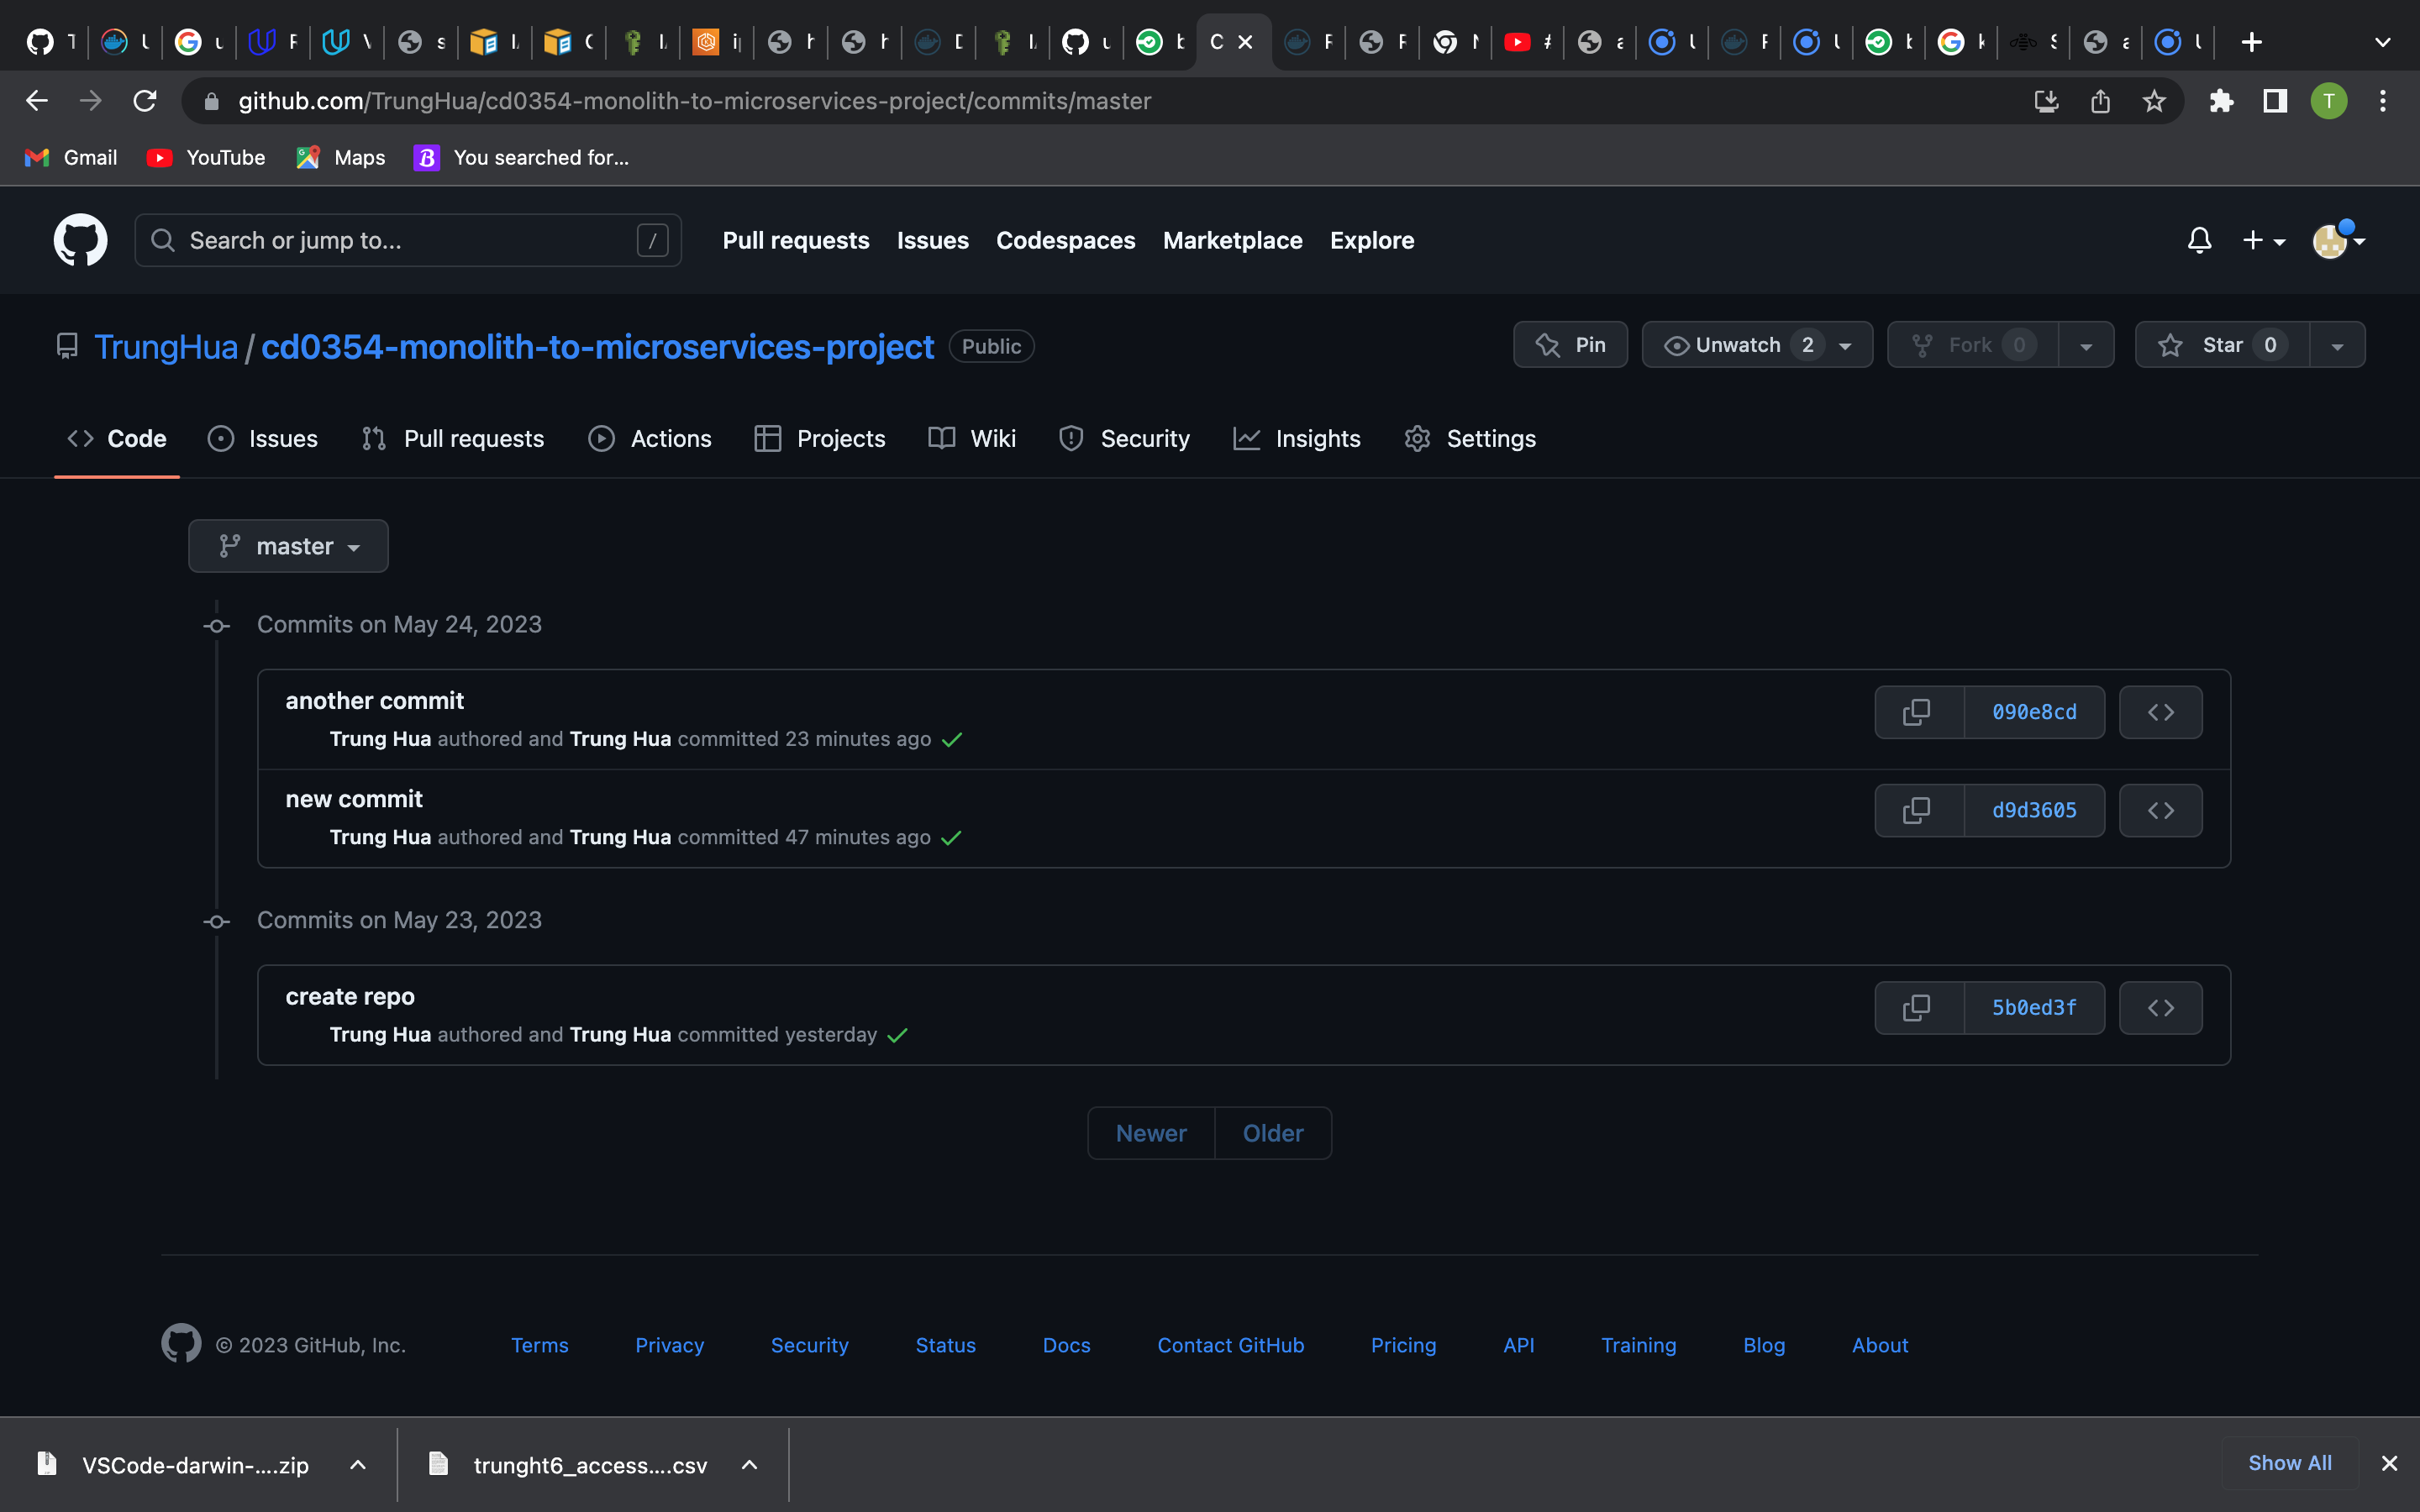 github.com/TrungHua/cd0354-monolith-to-microservices-project/commits/master
T
Gmail YouTube Maps You searched for...
Search or jump to... / Pull requests Issues Codespaces Marketplace Explore
TrungHua / cd0354-monolith-to-microservices-project Public Pin Unwatch 2 Fork 0 Star 0
Code Issues Pull requests Actions Projects Wiki Security Insights Settings
master
Commits on May 24, 2023
another commit
090e8cd
Trung Hua authored and Trung Hua committed 23 minutes ago
new commit
d9d3605
Trung Hua authored and Trung Hua committed 47 minutes ago
Commits on May 23, 2023
create repo
5b0ed3f
Trung Hua authored and Trung Hua committed yesterday
Newer Older
© 2023 GitHub, Inc. Terms Privacy Security Status Docs Contact GitHub Pricing API Training Blog About
VSCode-darwin-....zip trunght6_access....csv Show All